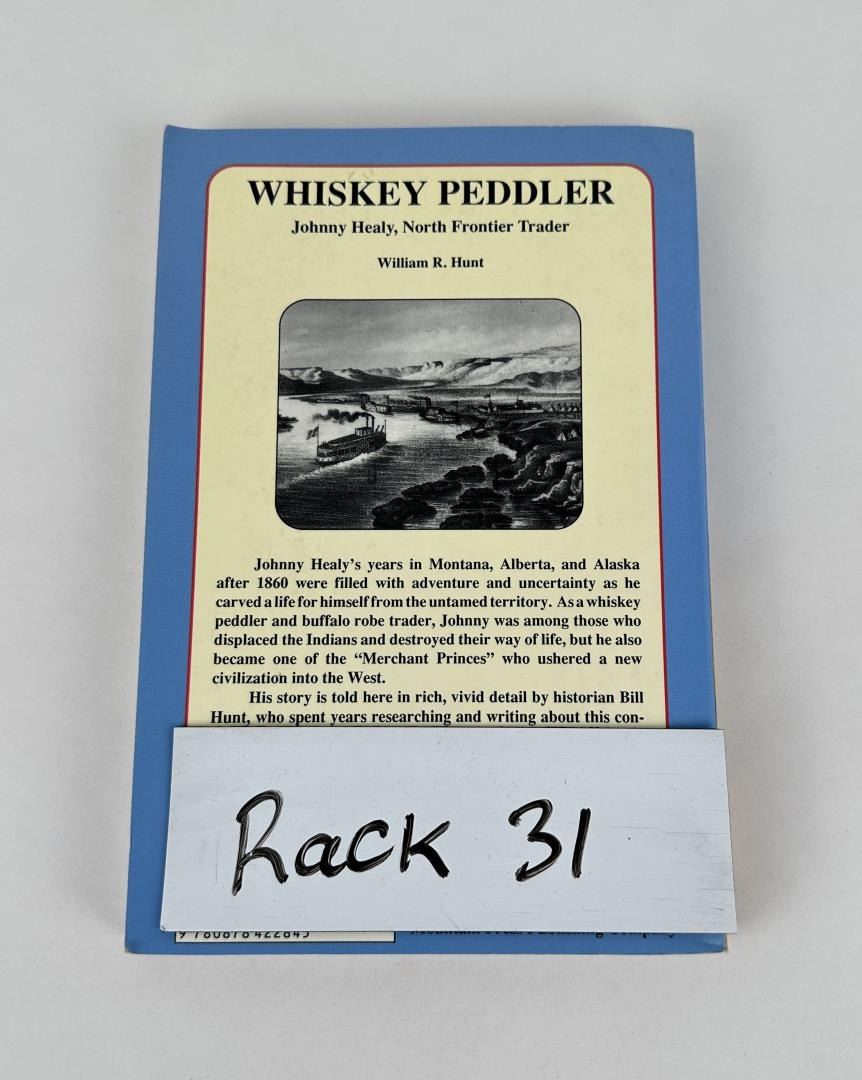 WHISKEY PEDDLER
Johnny Healy, North Frontier Trader
William R. Hunt
Johnny Healy's years in Montana, Alberta, and Alaska
after 1860 were filled with adventure and uncertainty as he
carved a life for himself from the untamed territory. As a whiskey
peddler and buffalo robe trader, Johnny was among those who
displaced the Indians and destroyed their way of life, but he also
became one of the "Merchant Princes" who ushered a new
civilization into the West.
His story is told here in rich, vivid detail by historian Bill
Hunt, who spent years researching and writing about this con-
Rack 31
9 780878 422845